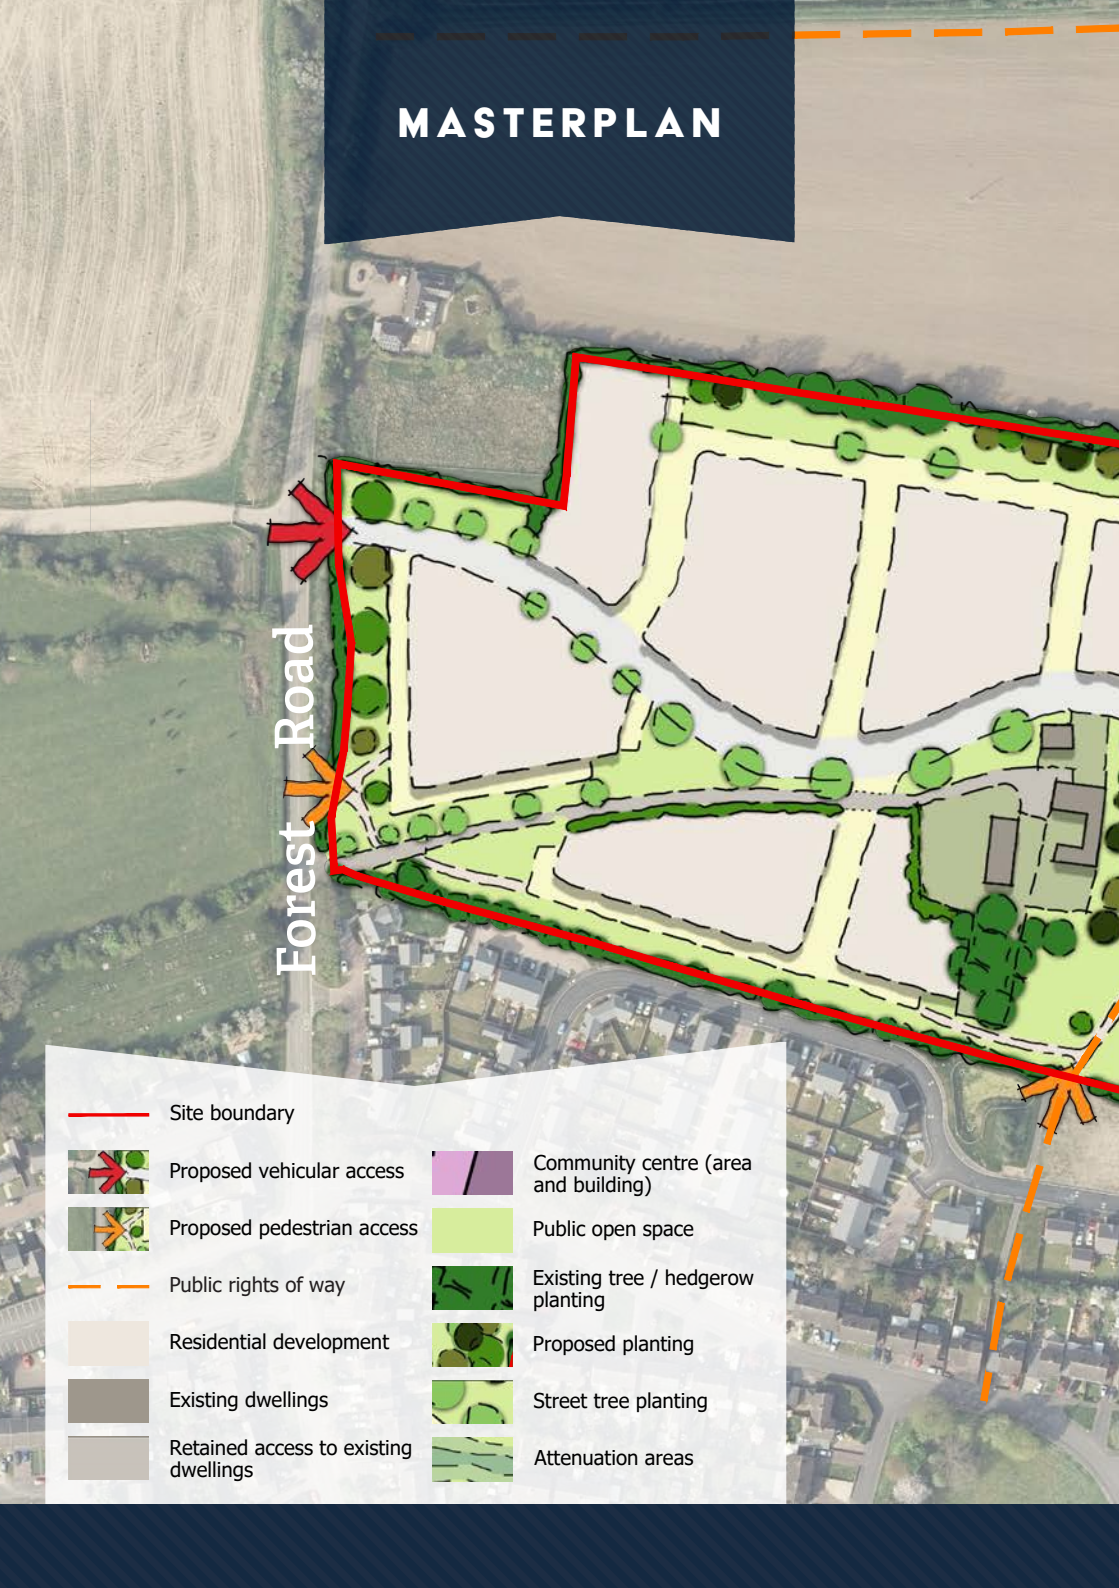 MASTERPLAN
Forest Road
Site boundary
Proposed vehicular access
Proposed pedestrian access
Public rights of way
Residential development
Existing dwellings
Retained access to existing
dwellings
Community centre (area
and building)
Public open space
Existing tree / hedgerow
planting
Proposed planting
Street tree planting
Attenuation areas